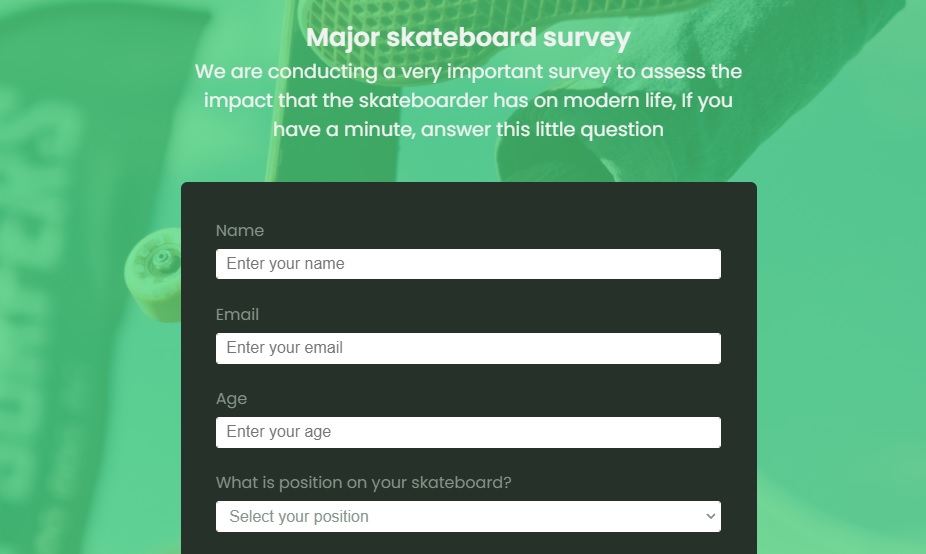 Major skateboard survey
We are conducting a very important survey to assess the
impact that the skateboarder has on modern life, If you
have a minute, answer this little question
Name
Enter your name
Email
Enter your email
Age
Enter your age
What is position on your skateboard?
Select your position